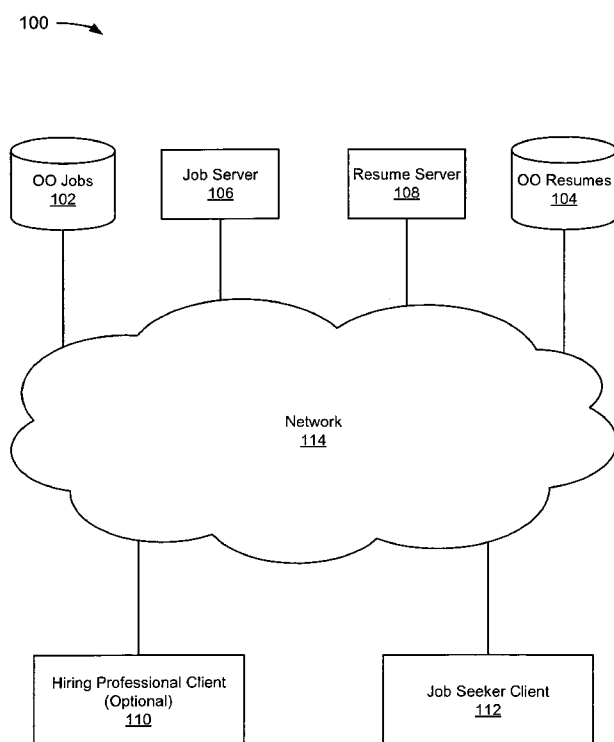 100
OO Jobs
102
Job Server
106
Resume Server
108
OO Resumes
104
Network
114
Hiring Professional Client
(Optional)
110
Job Seeker Client
112